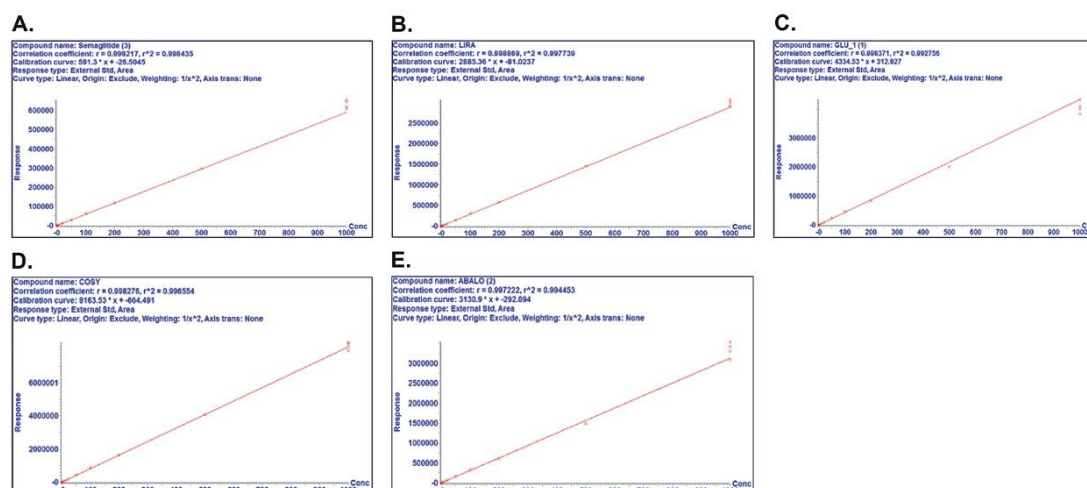 A.
Compound name: Semaglitide (3)
Correlation coefficient: r = 0.999217, r^2 = 0.998435
Calibration curve: 591.3 * x + -26.5045
Response type: External Std, Area
Curve type: Linear, Origin: Exclude, Weighting: 1/x^2, Axis trans: None
600000
500000
400000
300000
200000
100000
-0
Response
-0 100 200 300 400 500 600 700 800 900 1000
Conc
B.
Compound name: LIRA
Correlation coefficient: r = 0.998869, r^2 = 0.997739
Calibration curve: 2885.36 * x + -81.0237
Response type: External Std, Area
Curve type: Linear, Origin: Exclude, Weighting: 1/x^2, Axis trans: None
2500000
2000000
1500000
1000000
500000
-0
Response
-0 100 200 300 400 500 600 700 800 900 1000
Conc
C.
Compound name: GLU_1 (1)
Correlation coefficient: r = 0.996371, r^2 = 0.992756
Calibration curve: 4334.53 * x + 312.927
Response type: External Std, Area
Curve type: Linear, Origin: Exclude, Weighting: 1/x^2, Axis trans: None
3000000
2000000
1000000
-0
Response
-0 100 200 300 400 500 600 700 800 900 1000
Conc
D.
Compound name: COSY
Correlation coefficient: r = 0.998276, r^2 = 0.996554
Calibration curve: 8163.53 * x + -664.491
Response type: External Std, Area
Curve type: Linear, Origin: Exclude, Weighting: 1/x^2, Axis trans: None
6000001
4000000
2000000
-0
Response
Conc
E.
Compound name: ABALO (2)
Correlation coefficient: r = 0.997222, r^2 = 0.994453
Calibration curve: 3130.9 * x + -292.894
Response type: External Std, Area
Curve type: Linear, Origin: Exclude, Weighting: 1/x^2, Axis trans: None
3000000
2500000
2000000
1500000
1000000
500000
-0
Response
Conc